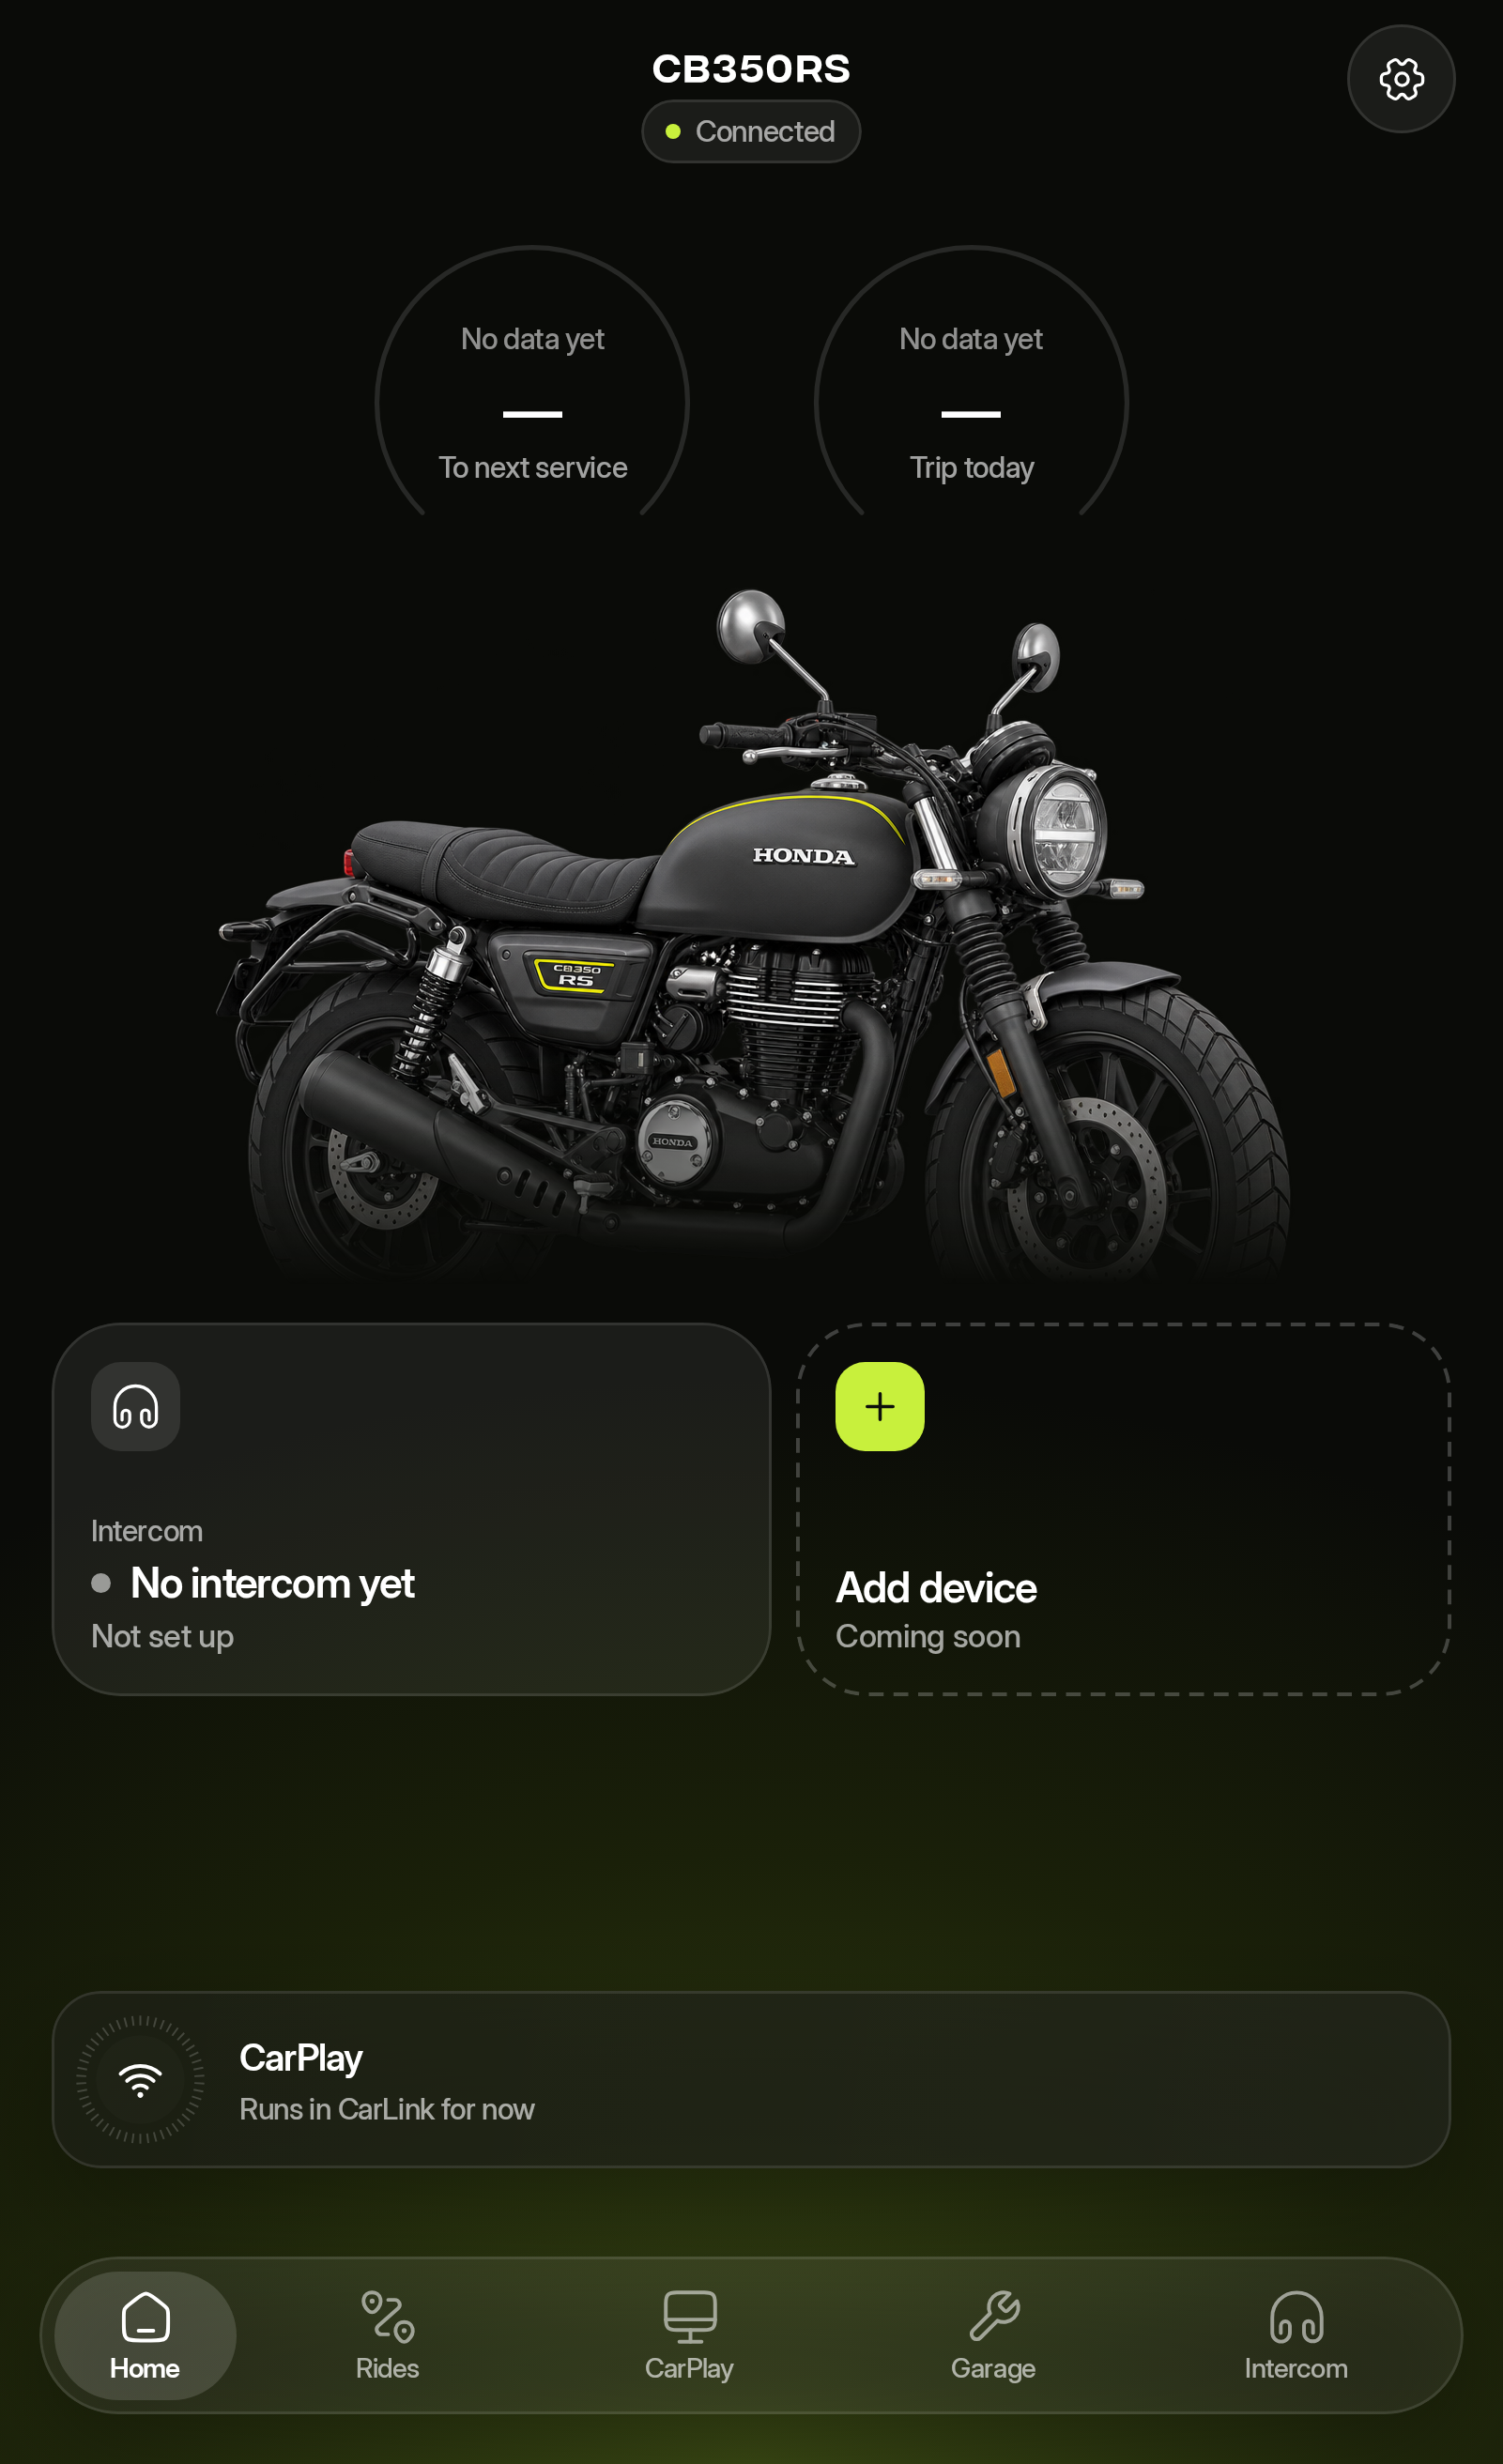 CB350RS
Connected
No data yet
—
To next service
No data yet
—
Trip today
HONDA
CB350
RS
HONDA
Intercom
No intercom yet
Not set up
Add device
Coming soon
CarPlay
Runs in CarLink for now
Home
Rides
CarPlay
Garage
Intercom